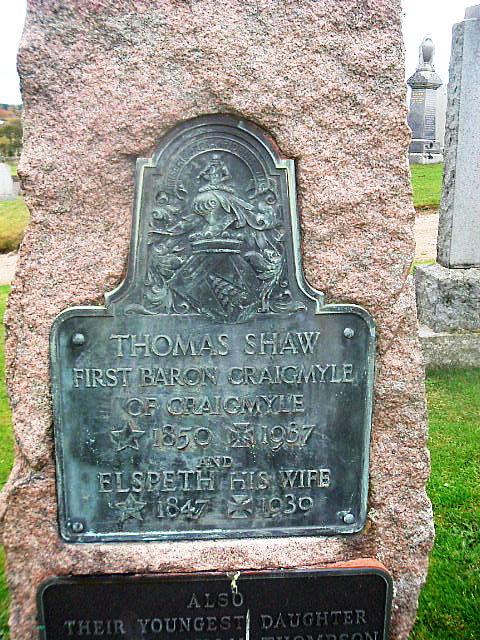 THOMAS SHAW
FIRST BARON CRAIGMYLE
OF CRAIGMYLE
1850 1937
AND
ELSPETH HIS WIFE
1847 1939
ALSO
THEIR YOUNGEST DAUGHTER
THOMPSON